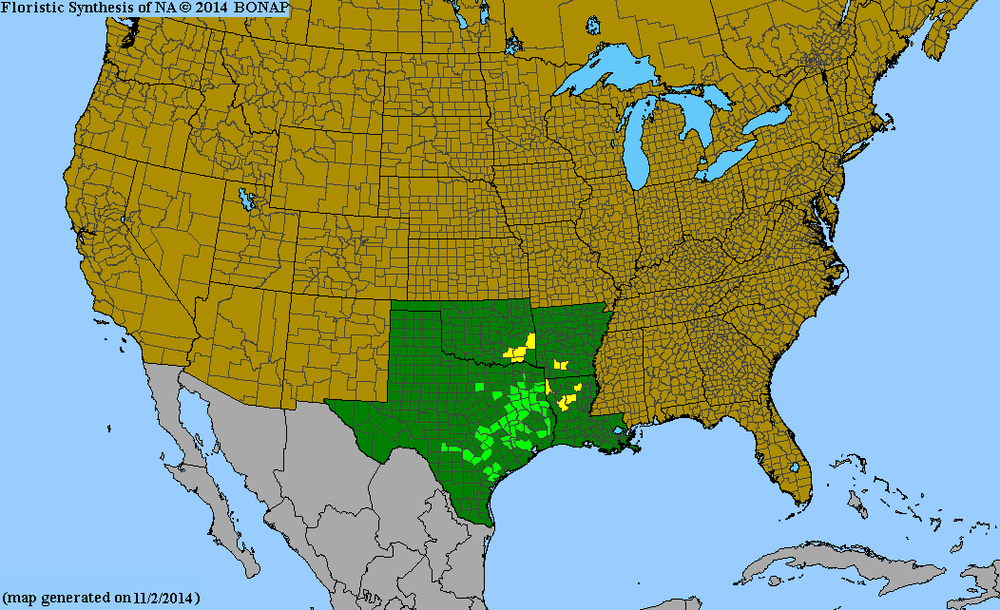 Floristic Synthesis of NA © 2014 BONAP
(map generated on 11/2/2014)